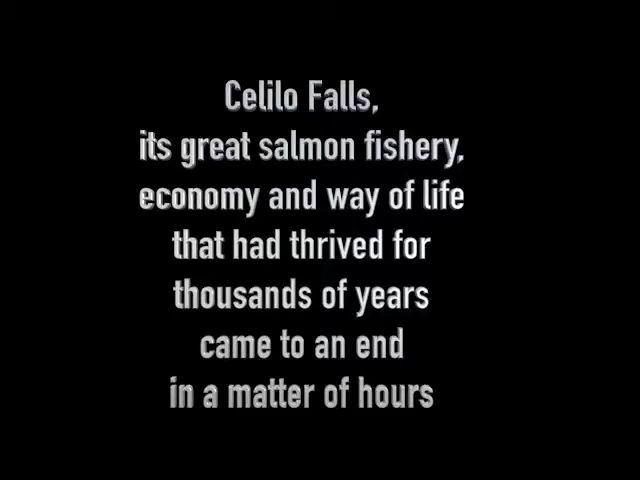 Celilo Falls,
its great salmon fishery,
economy and way of life
that had thrived for
thousands of years
came to an end
in a matter of hours